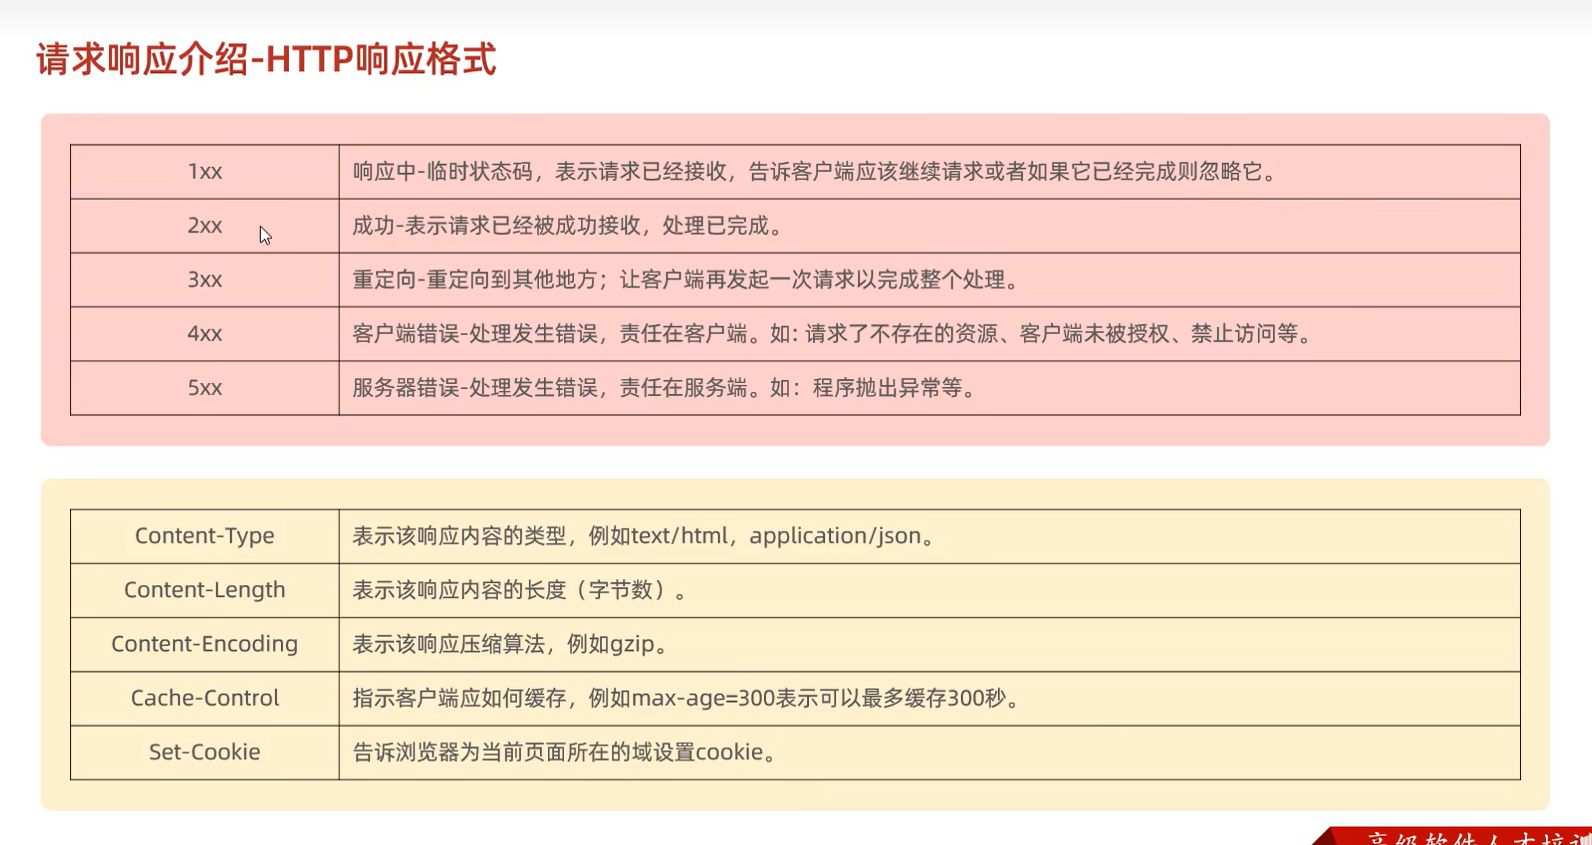 请求响应介绍-HTTP响应格式
1xx 响应中-临时状态码，表示请求已经接收，告诉客户端应该继续请求或者如果它已经完成则忽略它。
2xx 成功-表示请求已经被成功接收，处理已完成。
3xx 重定向-重定向到其他地方；让客户端再发起一次请求以完成整个处理。
4xx 客户端错误-处理发生错误，责任在客户端。如: 请求了不存在的资源、客户端未被授权、禁止访问等。
5xx 服务器错误-处理发生错误，责任在服务端。如：程序抛出异常等。
Content-Type 表示该响应内容的类型，例如text/html，application/json。
Content-Length 表示该响应内容的长度（字节数）。
Content-Encoding 表示该响应压缩算法，例如gzip。
Cache-Control 指示客户端应如何缓存，例如max-age=300表示可以最多缓存300秒。
Set-Cookie 告诉浏览器为当前页面所在的域设置cookie。
高级软件人才培训